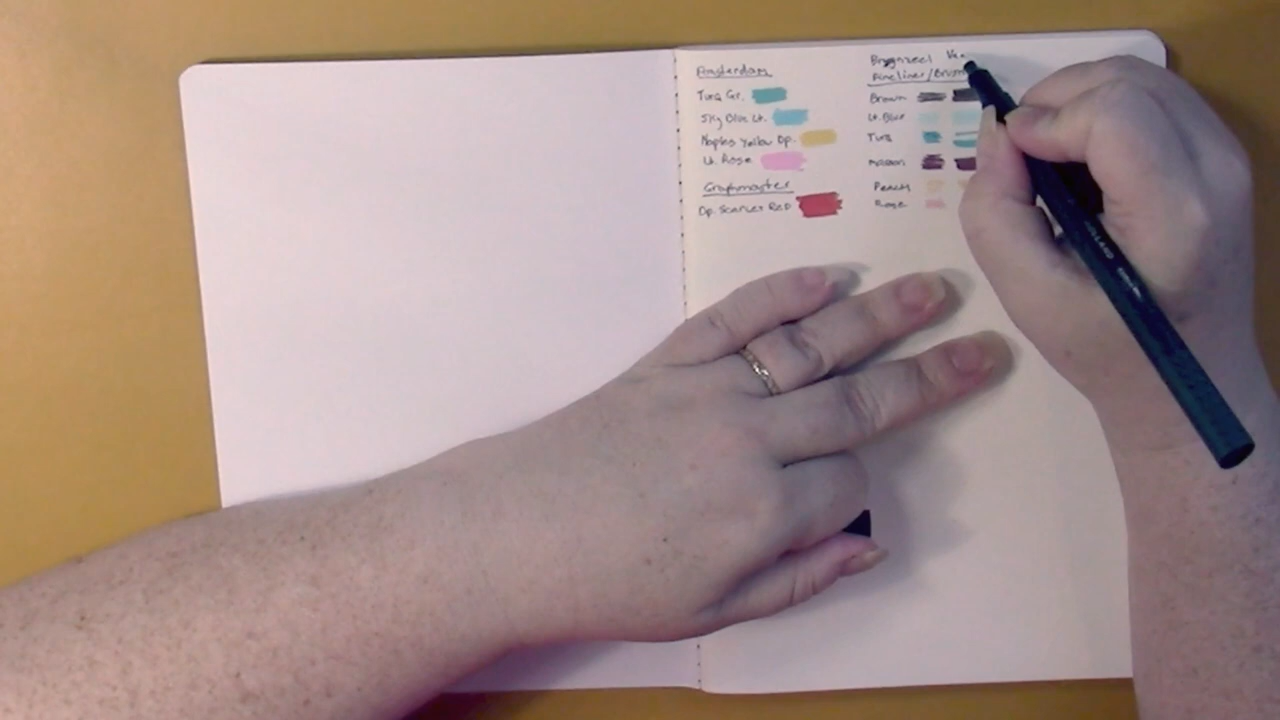 Amsterdam
Turq Gr.
Sky Blue Lt.
Naples Yellow Dp.
Lt. Rose
Graphmaster
Dp. Scarlet Red
Bruynzeel
Fineliner/Brush
Brown
Lt. Blue
Turq
Maroon
Peach
Rose